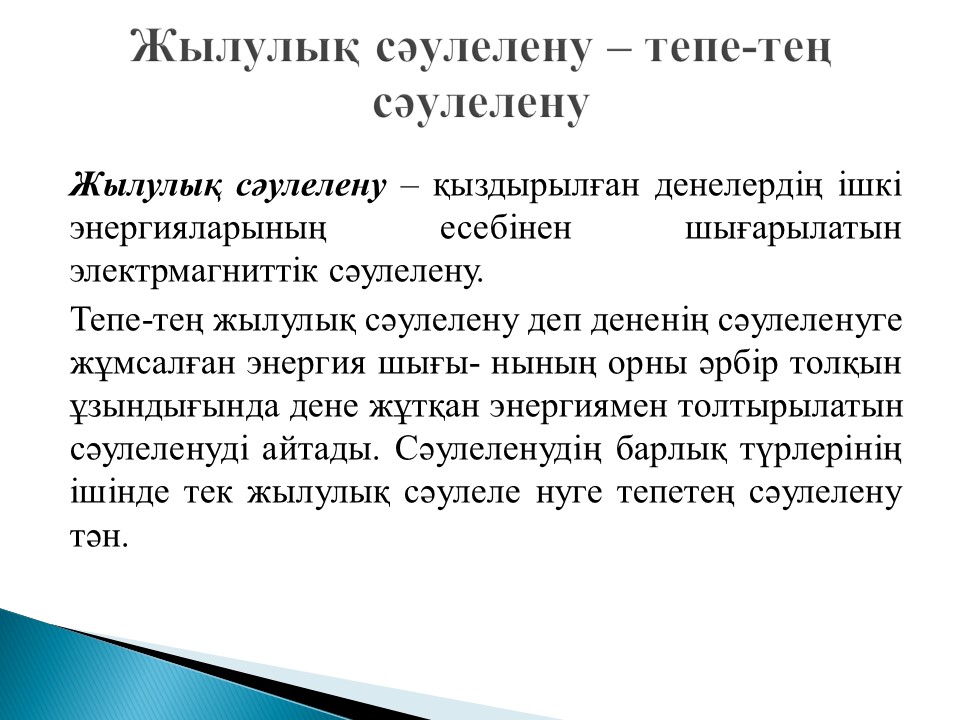 Жылулық сәулелену – тепе-тең
сәулелену
Жылулық сәулелену – қыздырылған денелердің ішкі
энергияларының есебінен шығарылатын
электрмагниттік сәулелену.
Тепе-тең жылулық сәулелену деп дененің сәулеленуге
жұмсалған энергия шығы- нының орны әрбір толқын
ұзындығында дене жұтқан энергиямен толтырылатын
сәулеленуді айтады. Сәулеленудің барлық түрлерінің
ішінде тек жылулық сәулеле нуге тепетең сәулелену
тән.